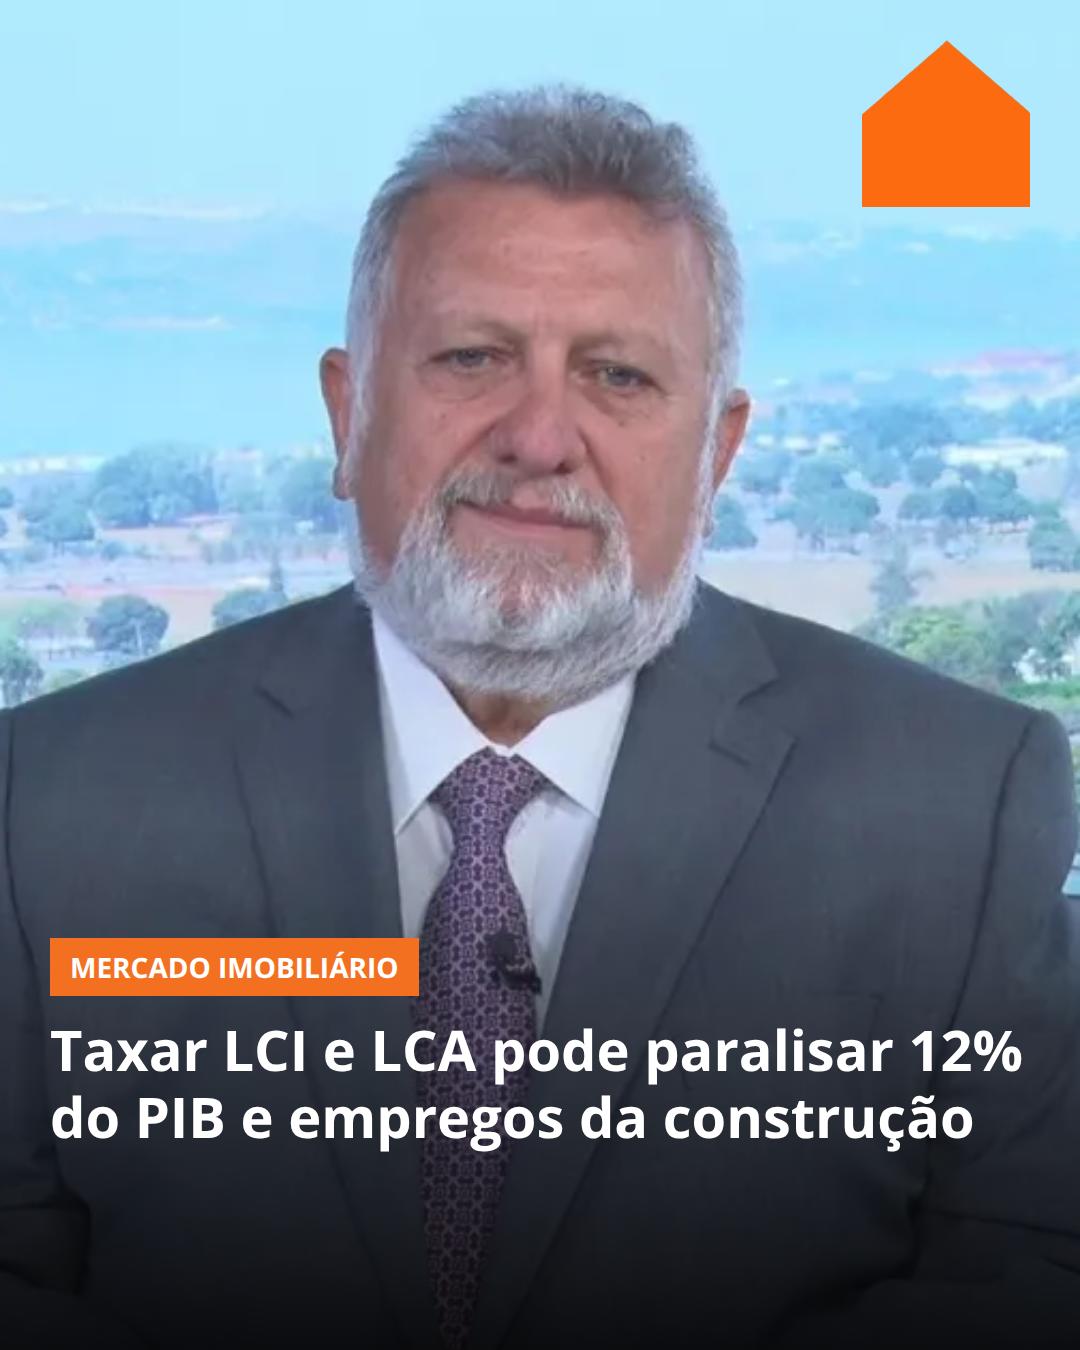 MERCADO IMOBILIÁRIO
Taxar LCI e LCA pode paralisar 12%
do PIB e empregos da construção